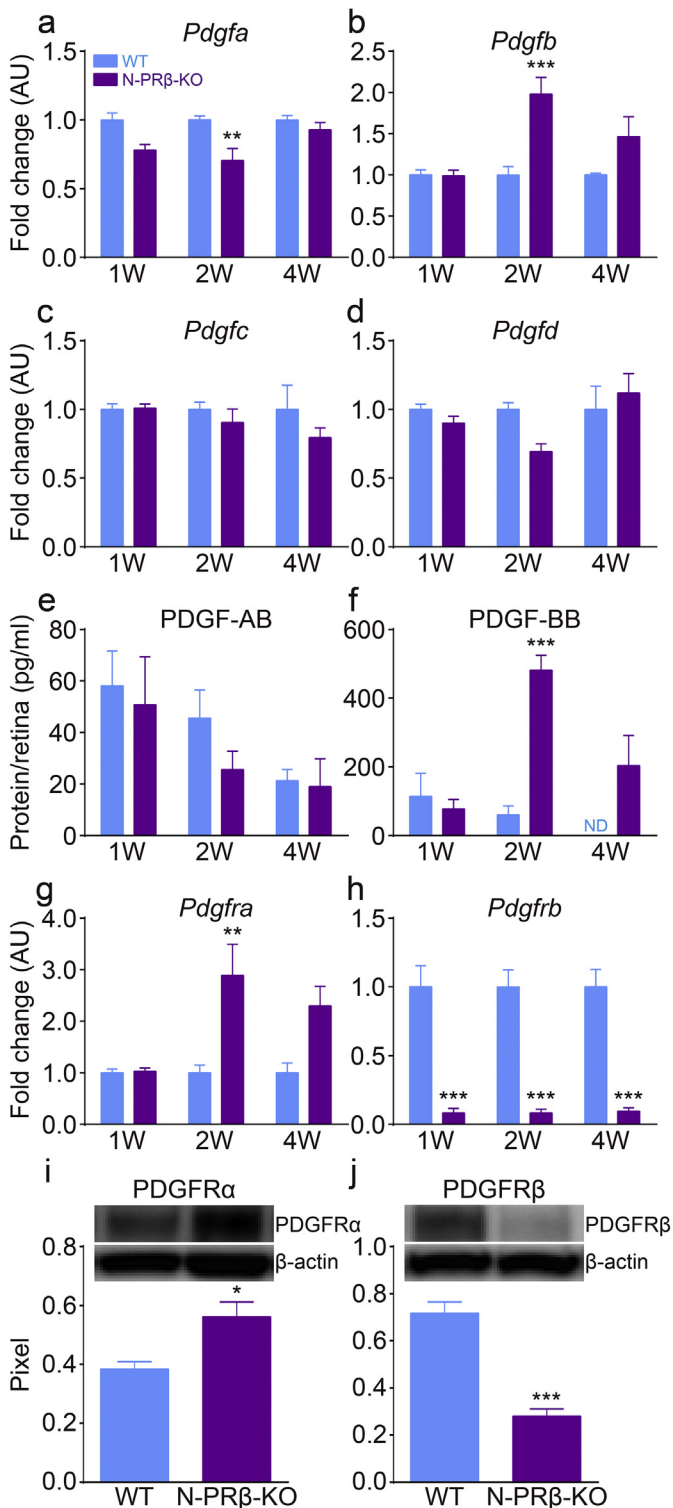 a Pdgfa
b Pdgfb
Fold change (AU)
1.5
1.0
0.5
0.0
WT
N-PRβ-KO
**
1W 2W 4W
2.5
2.0
1.5
1.0
0.5
0.0
***
1W 2W 4W
c Pdgfc
d Pdgfd
Fold change (AU)
1.5
1.0
0.5
0.0
1W 2W 4W
1.5
1.0
0.5
0.0
1W 2W 4W
e PDGF-AB
f PDGF-BB
Protein/retina (pg/ml)
80
60
40
20
0
1W 2W 4W
600
400
200
0
***
ND
1W 2W 4W
g Pdgfra
h Pdgfrb
Fold change (AU)
4.0
3.0
2.0
1.0
0.0
**
1W 2W 4W
1.5
1.0
0.5
0.0
*** *** ***
1W 2W 4W
i PDGFRα
j PDGFRβ
PDGFRα
β-actin
Pixel
0.8
0.6
0.4
0.2
0.0
*
WT N-PRβ-KO
PDGFRβ
β-actin
1.0
0.8
0.6
0.4
0.2
0.0
***
WT N-PRβ-KO